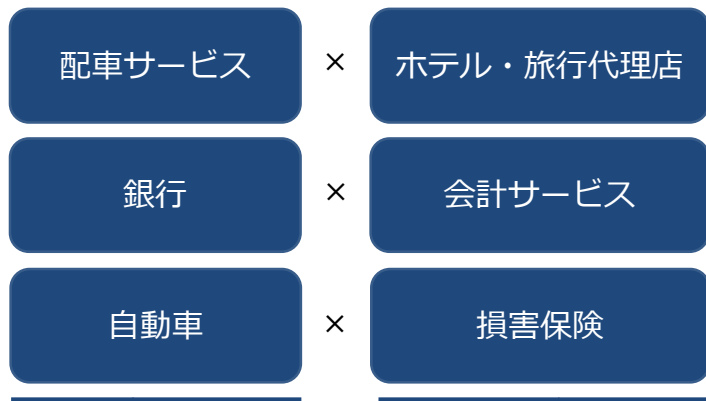 配車サービス × ホテル・旅行代理店
銀行 × 会計サービス
自動車 × 損害保険